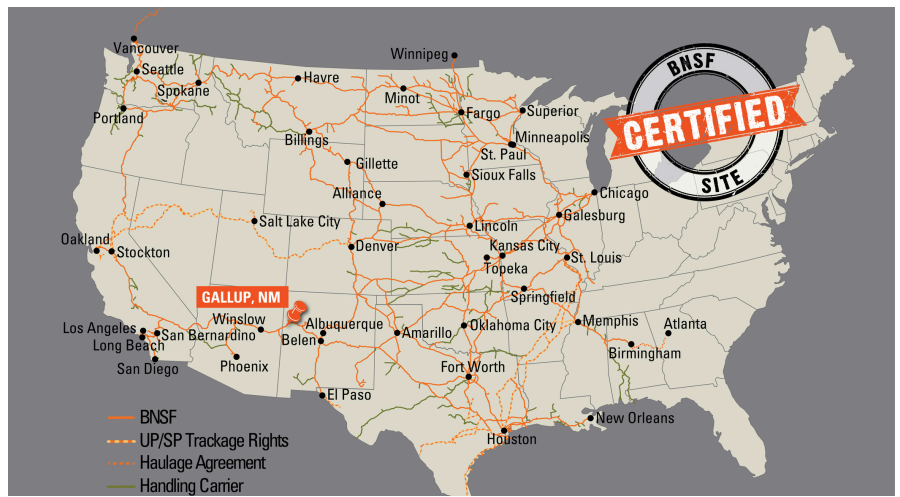 Vancouver
Seattle
Spokane
Portland
Havre
Winnipeg
Minot
Fargo
Superior
Minneapolis
St. Paul
Billings
Gillette
Sioux Falls
Alliance
Chicago
Galesburg
Salt Lake City
Lincoln
Denver
Kansas City
Topeka
St. Louis
Oakland
Stockton
Springfield
GALLUP, NM
Winslow
Albuquerque
Belen
Amarillo
Oklahoma City
Memphis
Atlanta
Birmingham
Los Angeles
San Bernardino
Long Beach
San Diego
Phoenix
Fort Worth
El Paso
New Orleans
Houston
BNSF
CERTIFIED
SITE
BNSF
UP/SP Trackage Rights
Haulage Agreement
Handling Carrier